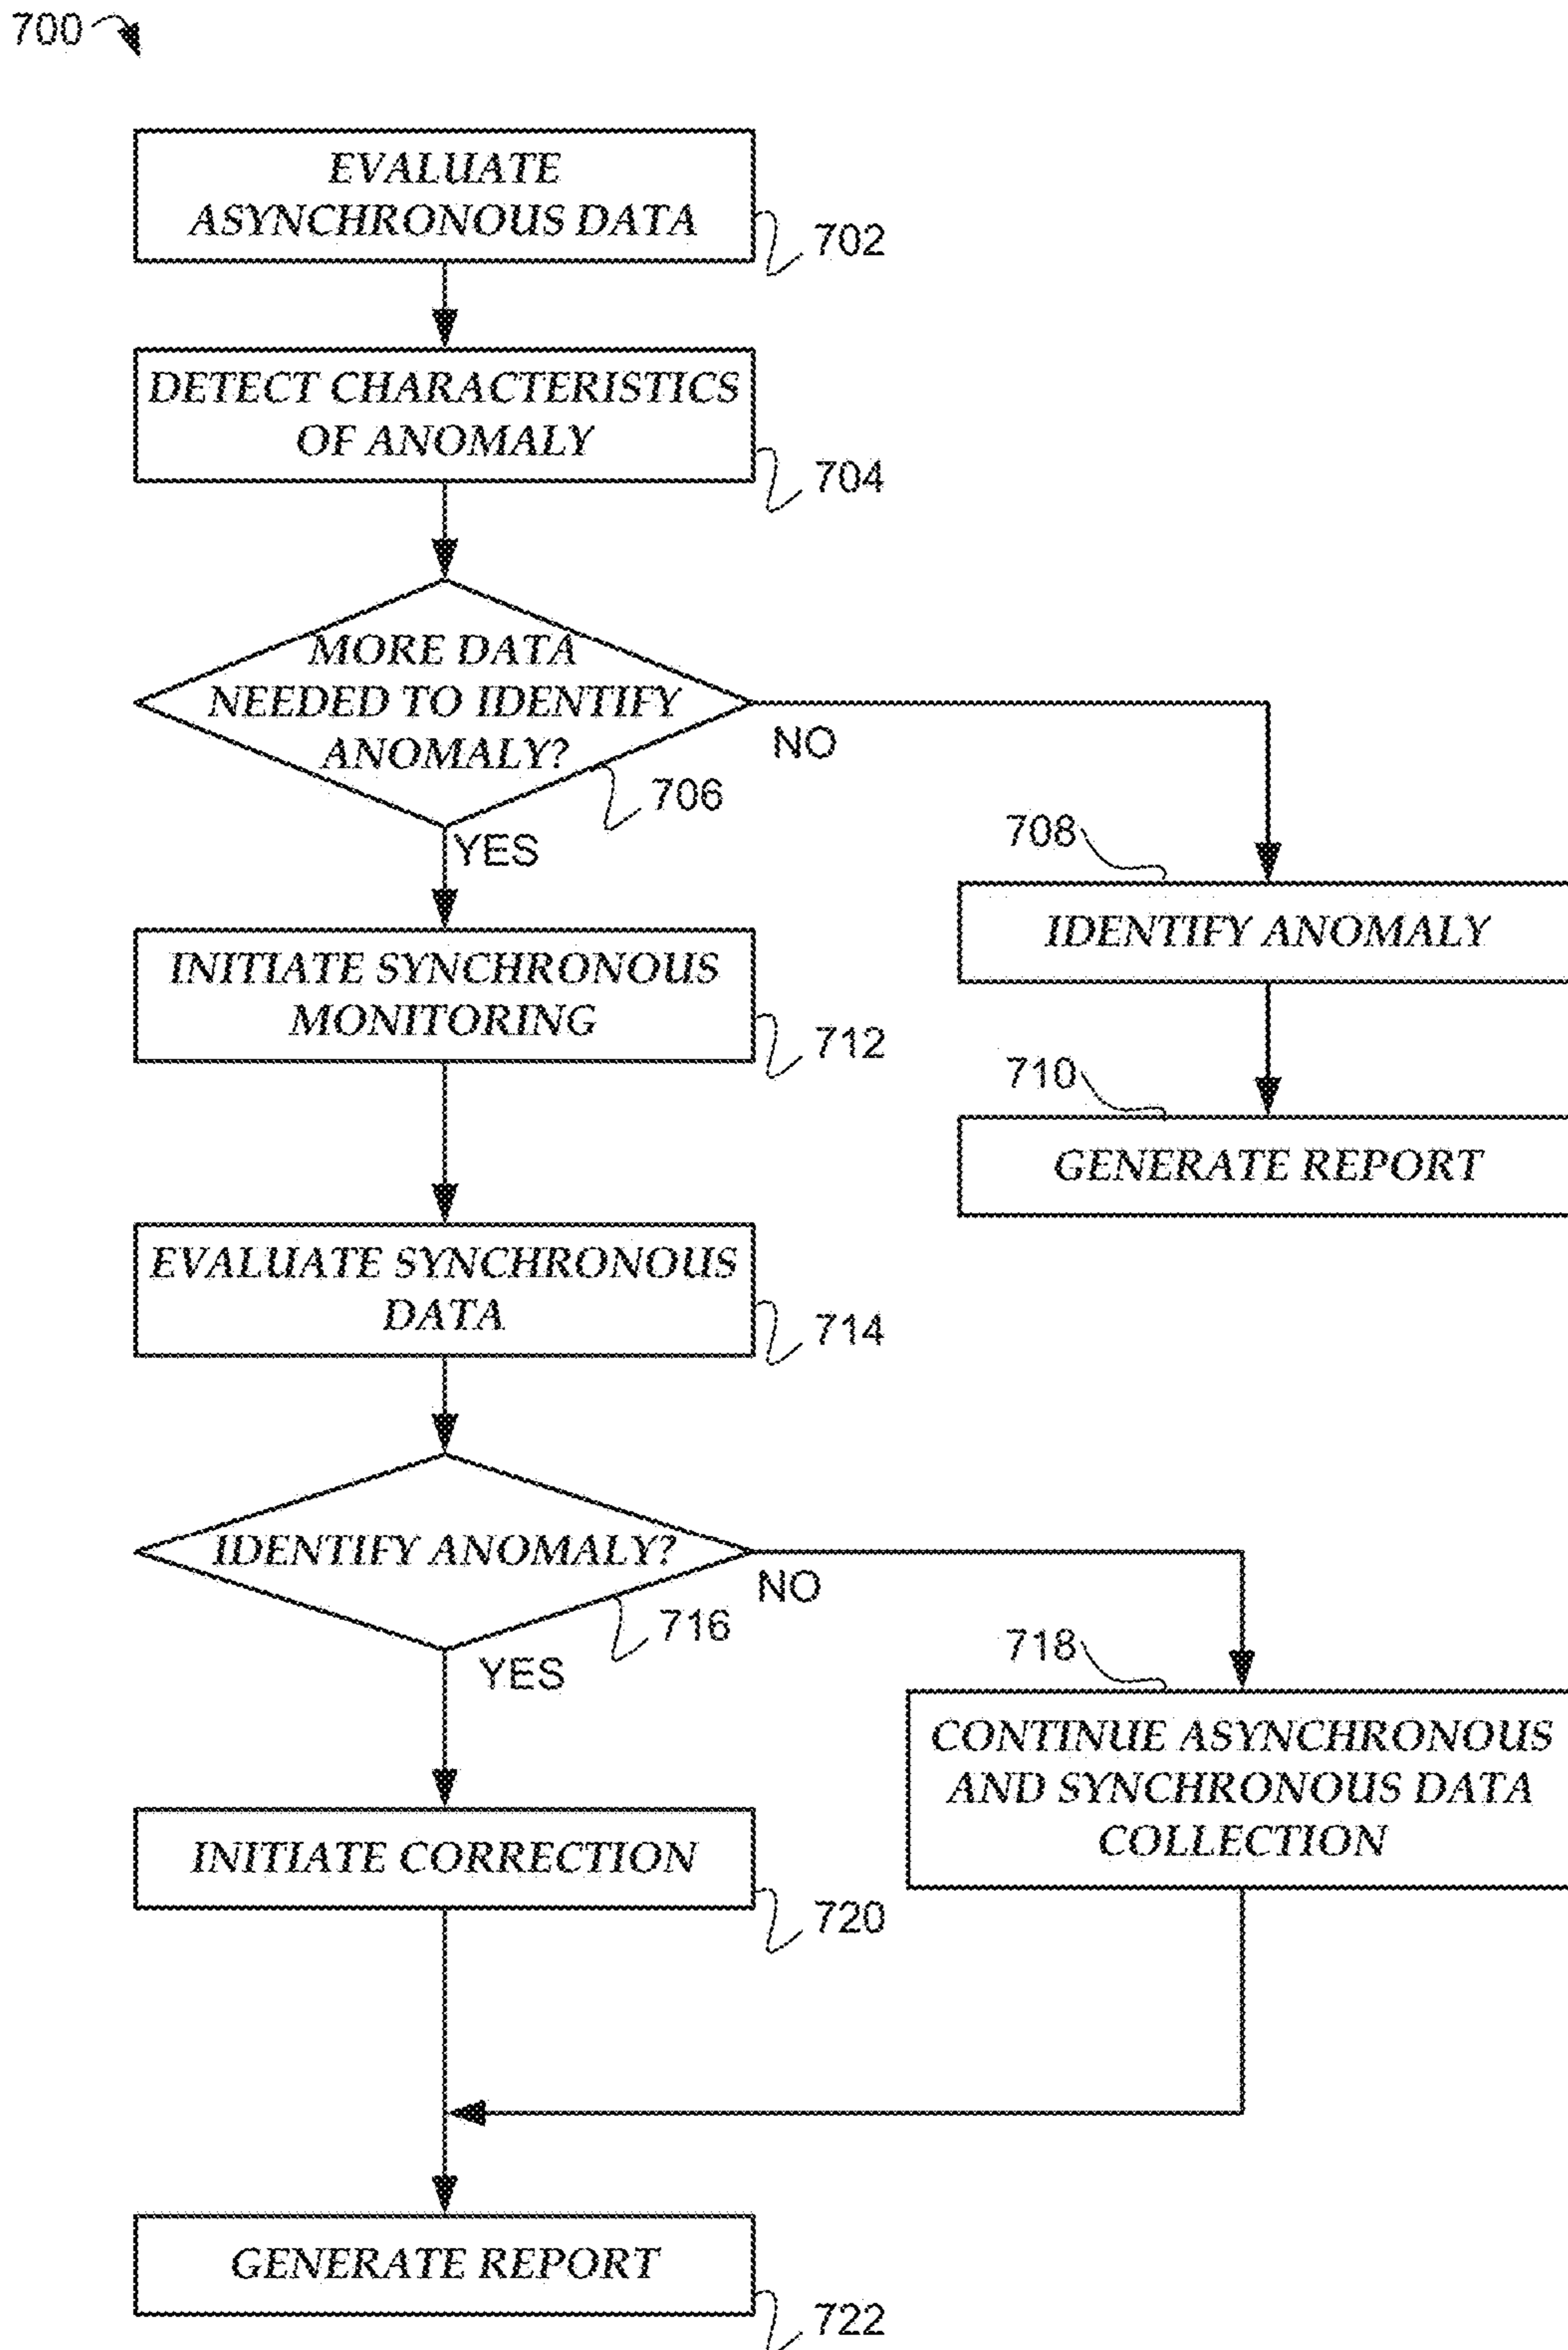 700
EVALUATE
ASYNCHRONOUS DATA
702
DETECT CHARACTERISTICS
OF ANOMALY
704
MORE DATA
NEEDED TO IDENTIFY
ANOMALY?
NO
706
YES
708
IDENTIFY ANOMALY
INITIATE SYNCHRONOUS
MONITORING
712
710
GENERATE REPORT
EVALUATE SYNCHRONOUS
DATA
714
IDENTIFY ANOMALY?
NO
716
YES
718
CONTINUE ASYNCHRONOUS
AND SYNCHRONOUS DATA
COLLECTION
INITIATE CORRECTION
720
GENERATE REPORT
722